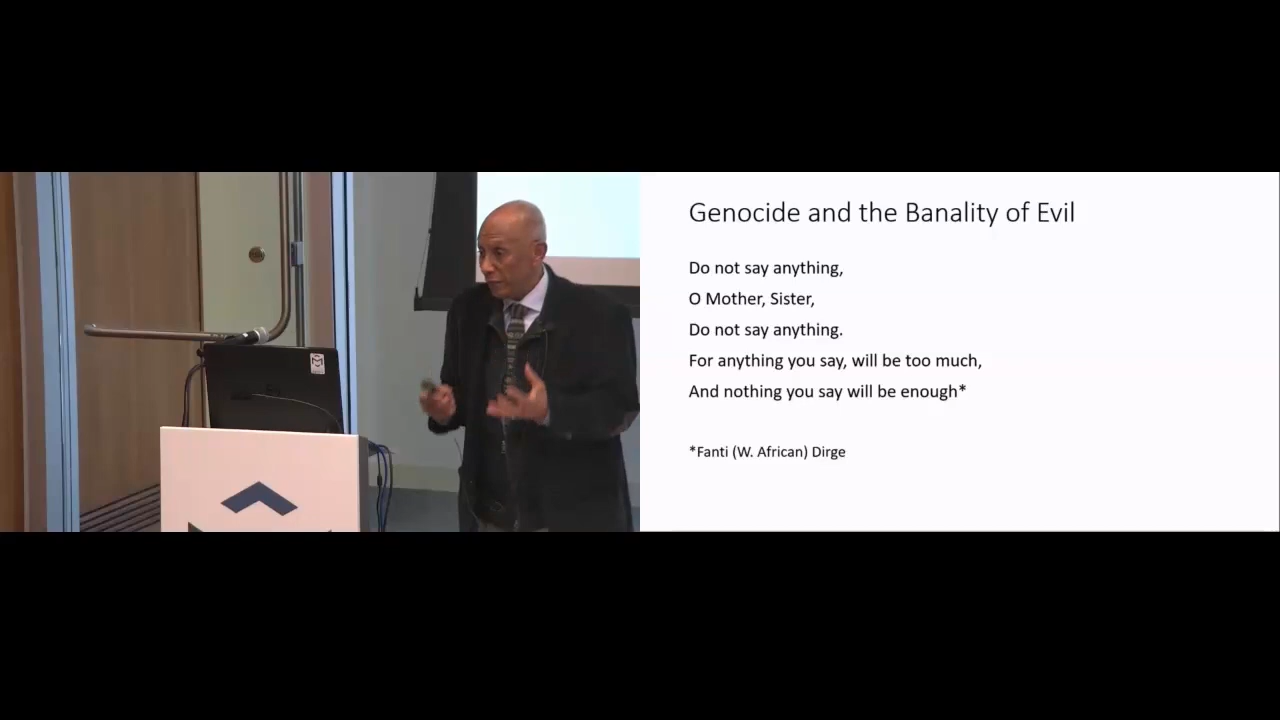 Genocide and the Banality of Evil
Do not say anything,
O Mother, Sister,
Do not say anything.
For anything you say, will be too much,
And nothing you say will be enough*
*Fanti (W. African) Dirge